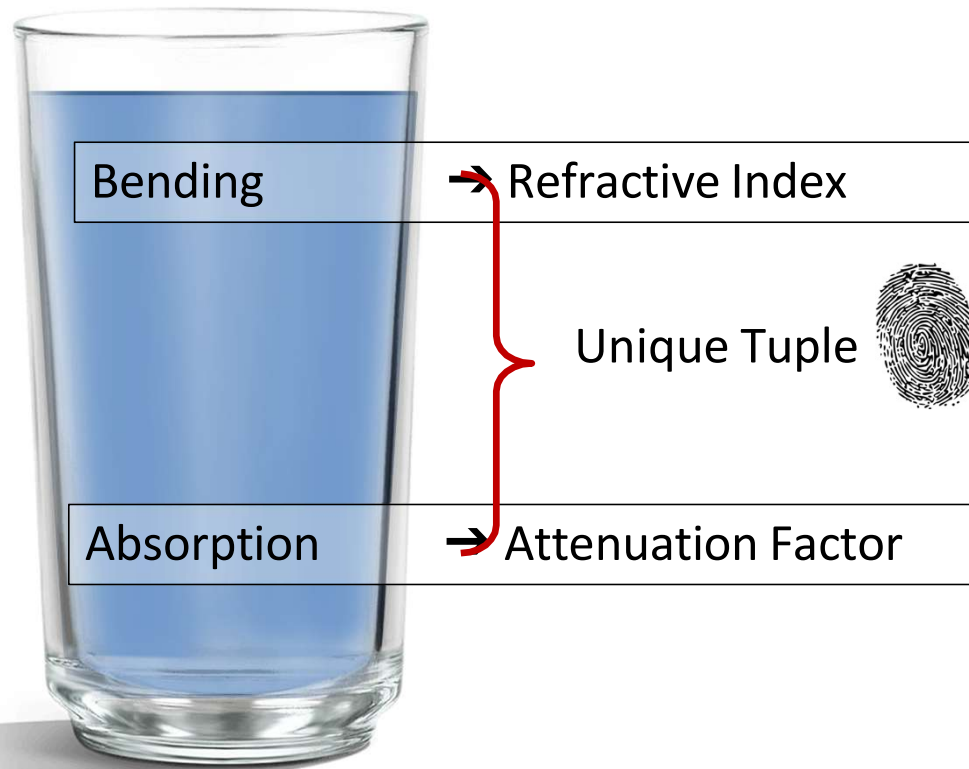 Bending → Refractive Index
Unique Tuple
Absorption → Attenuation Factor